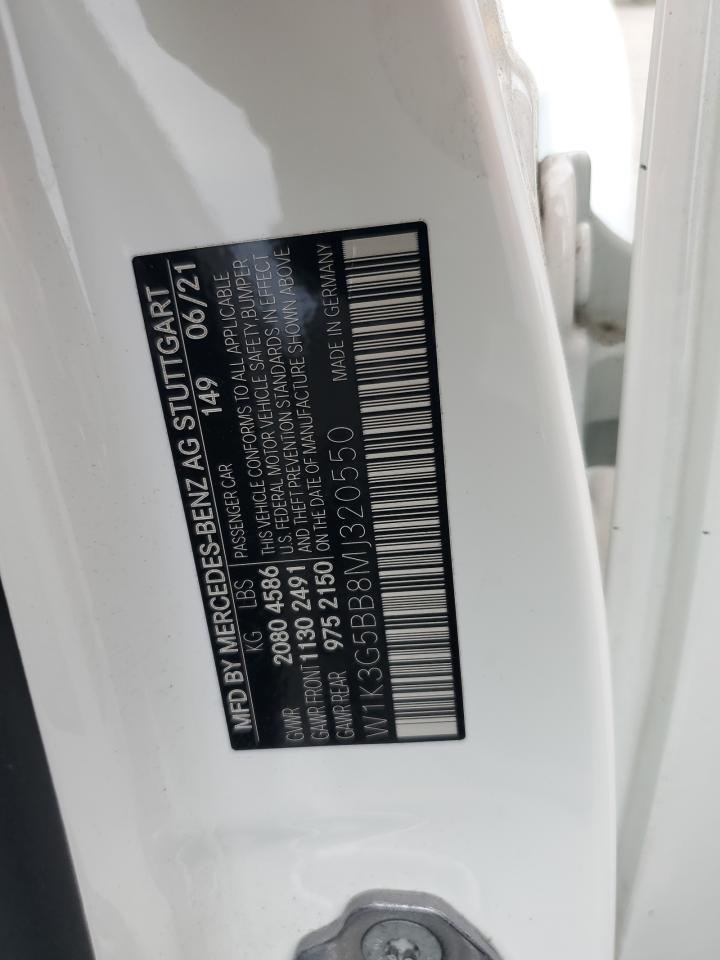 MFD BY MERCEDES-BENZ AG STUTTGART
149 06/21
KG LBS
GVWR 2080 4586
GAWR FRONT 1130 2491
GAWR REAR 975 2150
PASSENGER CAR
THIS VEHICLE CONFORMS TO ALL APPLICABLE
U.S. FEDERAL MOTOR VEHICLE SAFETY BUMPER
AND THEFT PREVENTION STANDARDS IN EFFECT
ON THE DATE OF MANUFACTURE SHOWN ABOVE
W1K3G5BB8MJ320550 MADE IN GERMANY